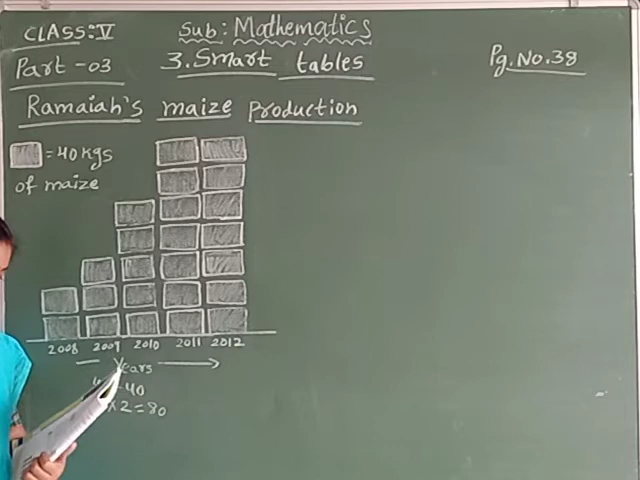 CLASS:V
Sub: Mathematics
Part-03
3. Smart tables
Pg. No. 38
Ramaiah's maize production
= 40 kgs
of maize
2008 2009 2010 2011 2012
Years
40
×2=80